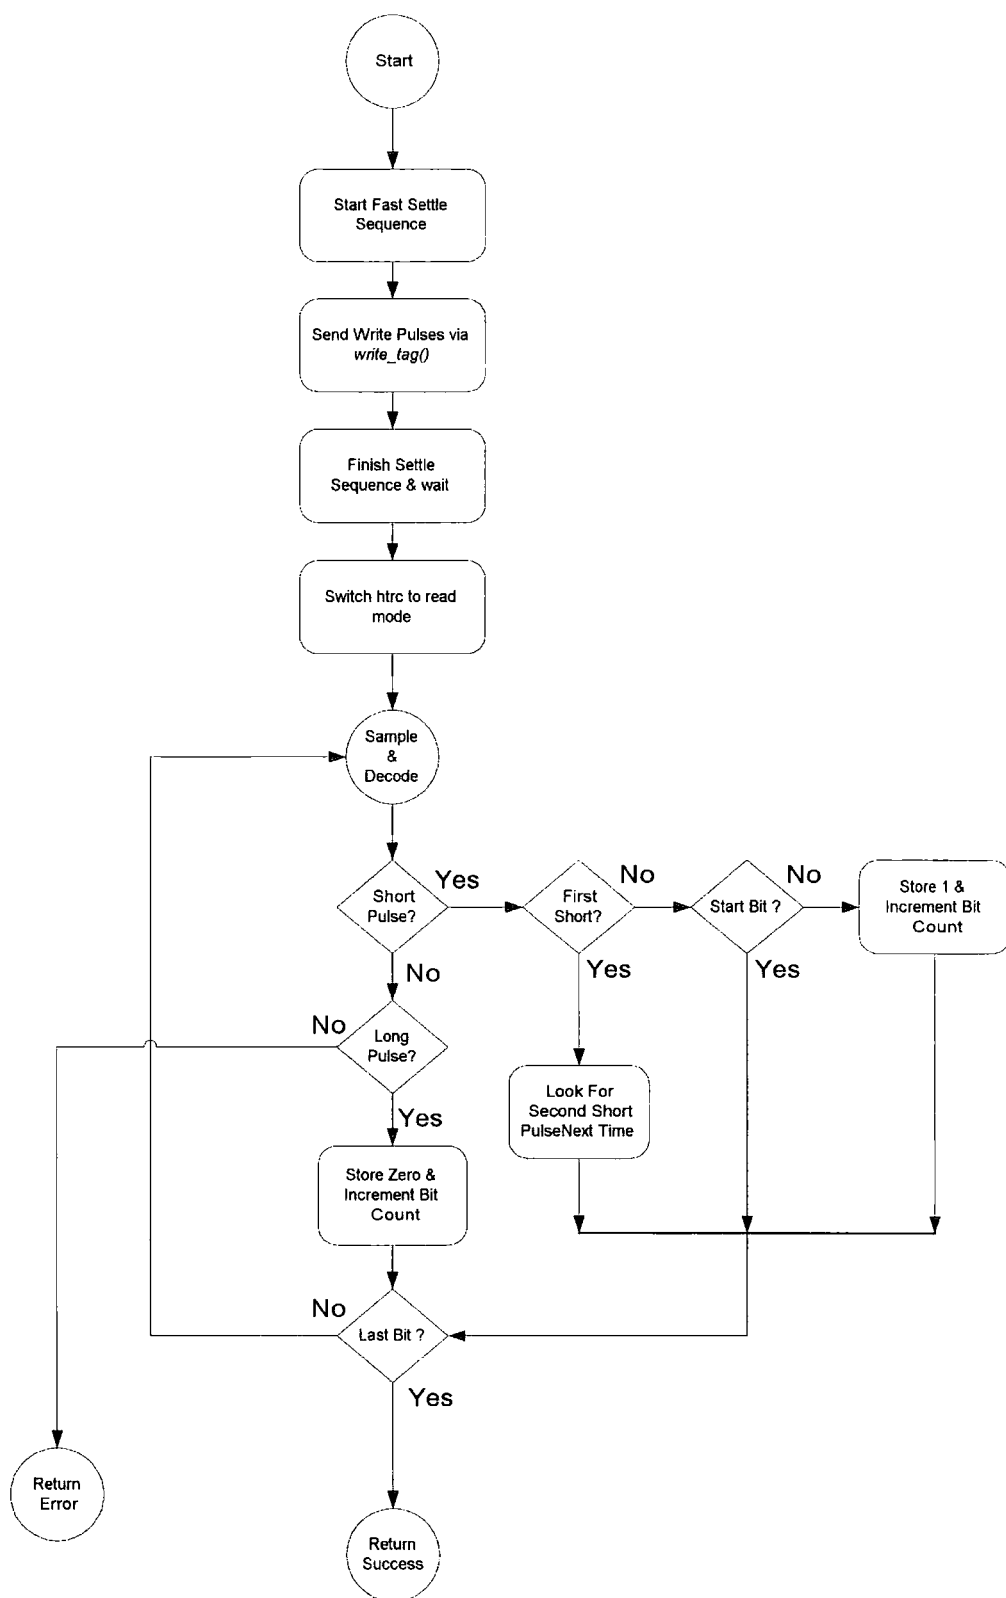 Start
Start Fast Settle
Sequence
Send Write Pulses via
write_tag()
Finish Settle
Sequence & wait
Switch htrc to read
mode
Sample
&
Decode
Short
Pulse?
Yes
First
Short?
No
Start Bit ?
No
Store 1 &
Increment Bit
Count
No
Yes
Yes
Long
Pulse?
No
Yes
Look For
Second Short
PulseNext Time
Store Zero &
Increment Bit
Count
No
Last Bit ?
Yes
Return
Error
Return
Success